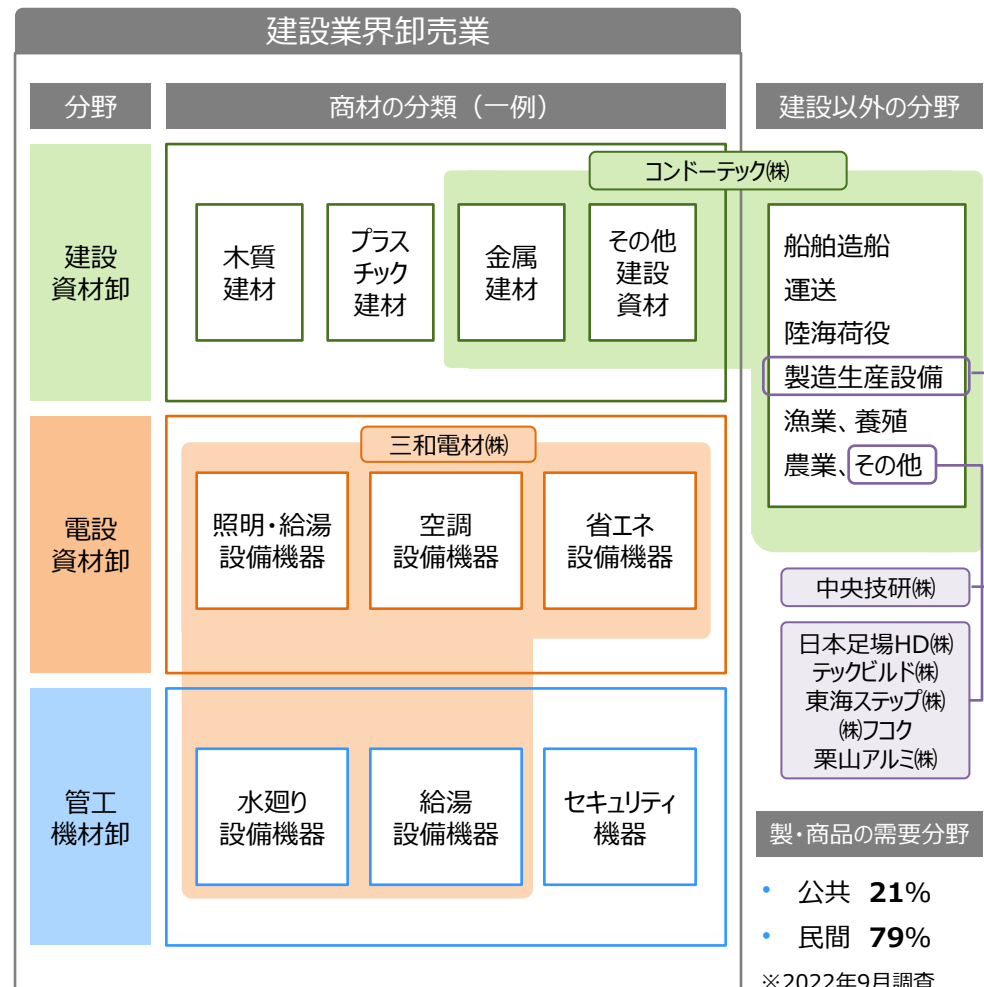 建設業界卸売業
分野
商材の分類（一例）
建設以外の分野
コンドーテック㈱
建設
資材卸
木質
建材
プラス
チック
建材
金属
建材
その他
建設
資材
船舶造船
運送
陸海荷役
製造生産設備
漁業、養殖
農業、その他
三和電材㈱
電設
資材卸
照明・給湯
設備機器
空調
設備機器
省エネ
設備機器
中央技研㈱
日本足場HD㈱
テックビルド㈱
東海ステップ㈱
㈱フコク
栗山アルミ㈱
管工
機材卸
水廻り
設備機器
給湯
設備機器
セキュリティ
機器
製・商品の需要分野
• 公共 21%
• 民間 79%
※2022年9月調査